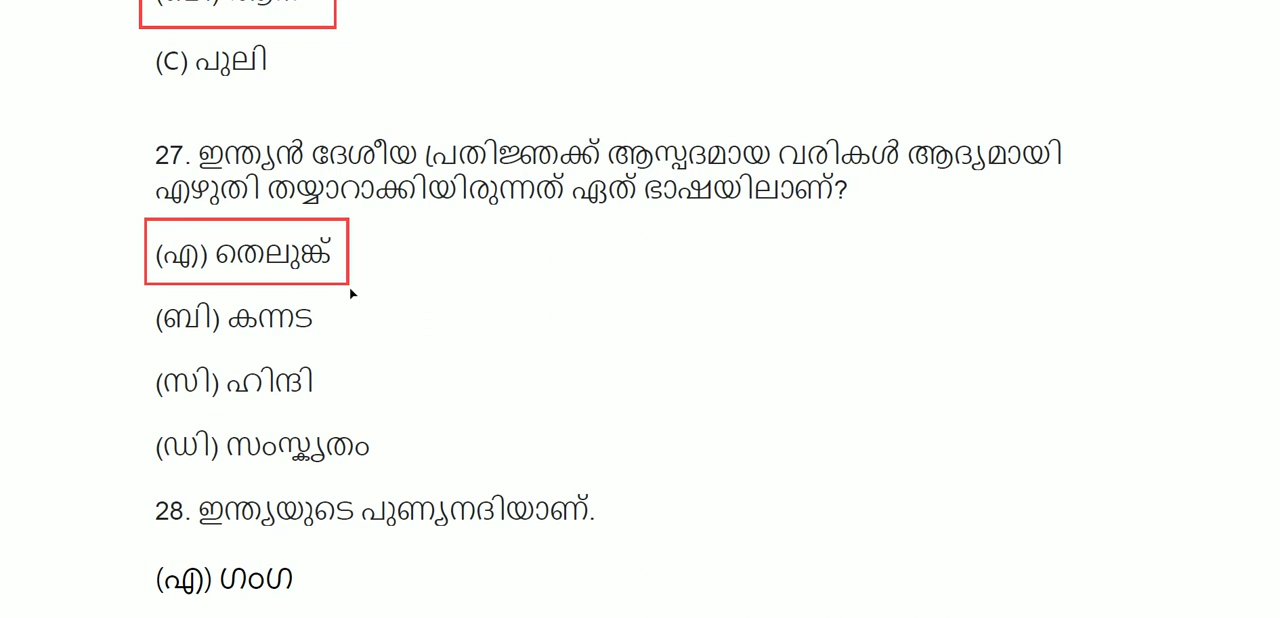 (C) പുലി
27. ഇന്ത്യൻ ദേശീയ പ്രതിജ്ഞക്ക് ആസ്പദമായ വരികൾ ആദ്യമായി
എഴുതി തയ്യാറാക്കിയിരുന്നത് ഏത് ഭാഷയിലാണ്?
(എ) തെലുങ്ക്
(ബി) കന്നട
(സി) ഹിന്ദി
(ഡി) സംസ്കൃതം
28. ഇന്ത്യയുടെ പുണ്യനദിയാണ്.
(എ) ഗംഗ